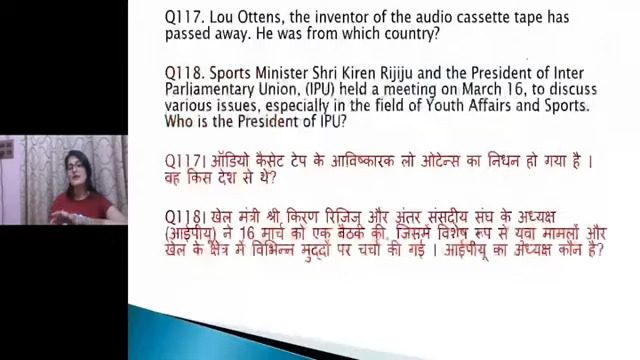 Q117. Lou Ottens, the inventor of the audio cassette tape has
passed away. He was from which country?
Q118. Sports Minister Shri Kiren Rijiju and the President of Inter
Parliamentary Union, (IPU) held a meeting on March 16, to discuss
various issues, especially in the field of Youth Affairs and Sports.
Who is the President of IPU?
Q117। ऑडियो कैसेट टेप के आविष्कारक लो ओटेन्स का निधन हो गया है ।
वह किस देश से थे?
Q118। खेल मंत्री श्री किरण रिजिजू और अंतर संसदीय संघ के अध्यक्ष
(आईपीयू) ने 16 मार्च को एक बैठक की, जिसमें विशेष रूप से युवा मामलों और
खेल के क्षेत्र में विभिन्न मुद्दों पर चर्चा की गई । आईपीयू का अध्यक्ष कौन है?